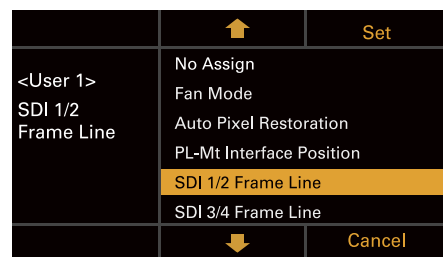 Set
<User 1>
SDI 1/2
Frame Line
No Assign
Fan Mode
Auto Pixel Restoration
PL-Mt Interface Position
SDI 1/2 Frame Line
SDI 3/4 Frame Line
Cancel